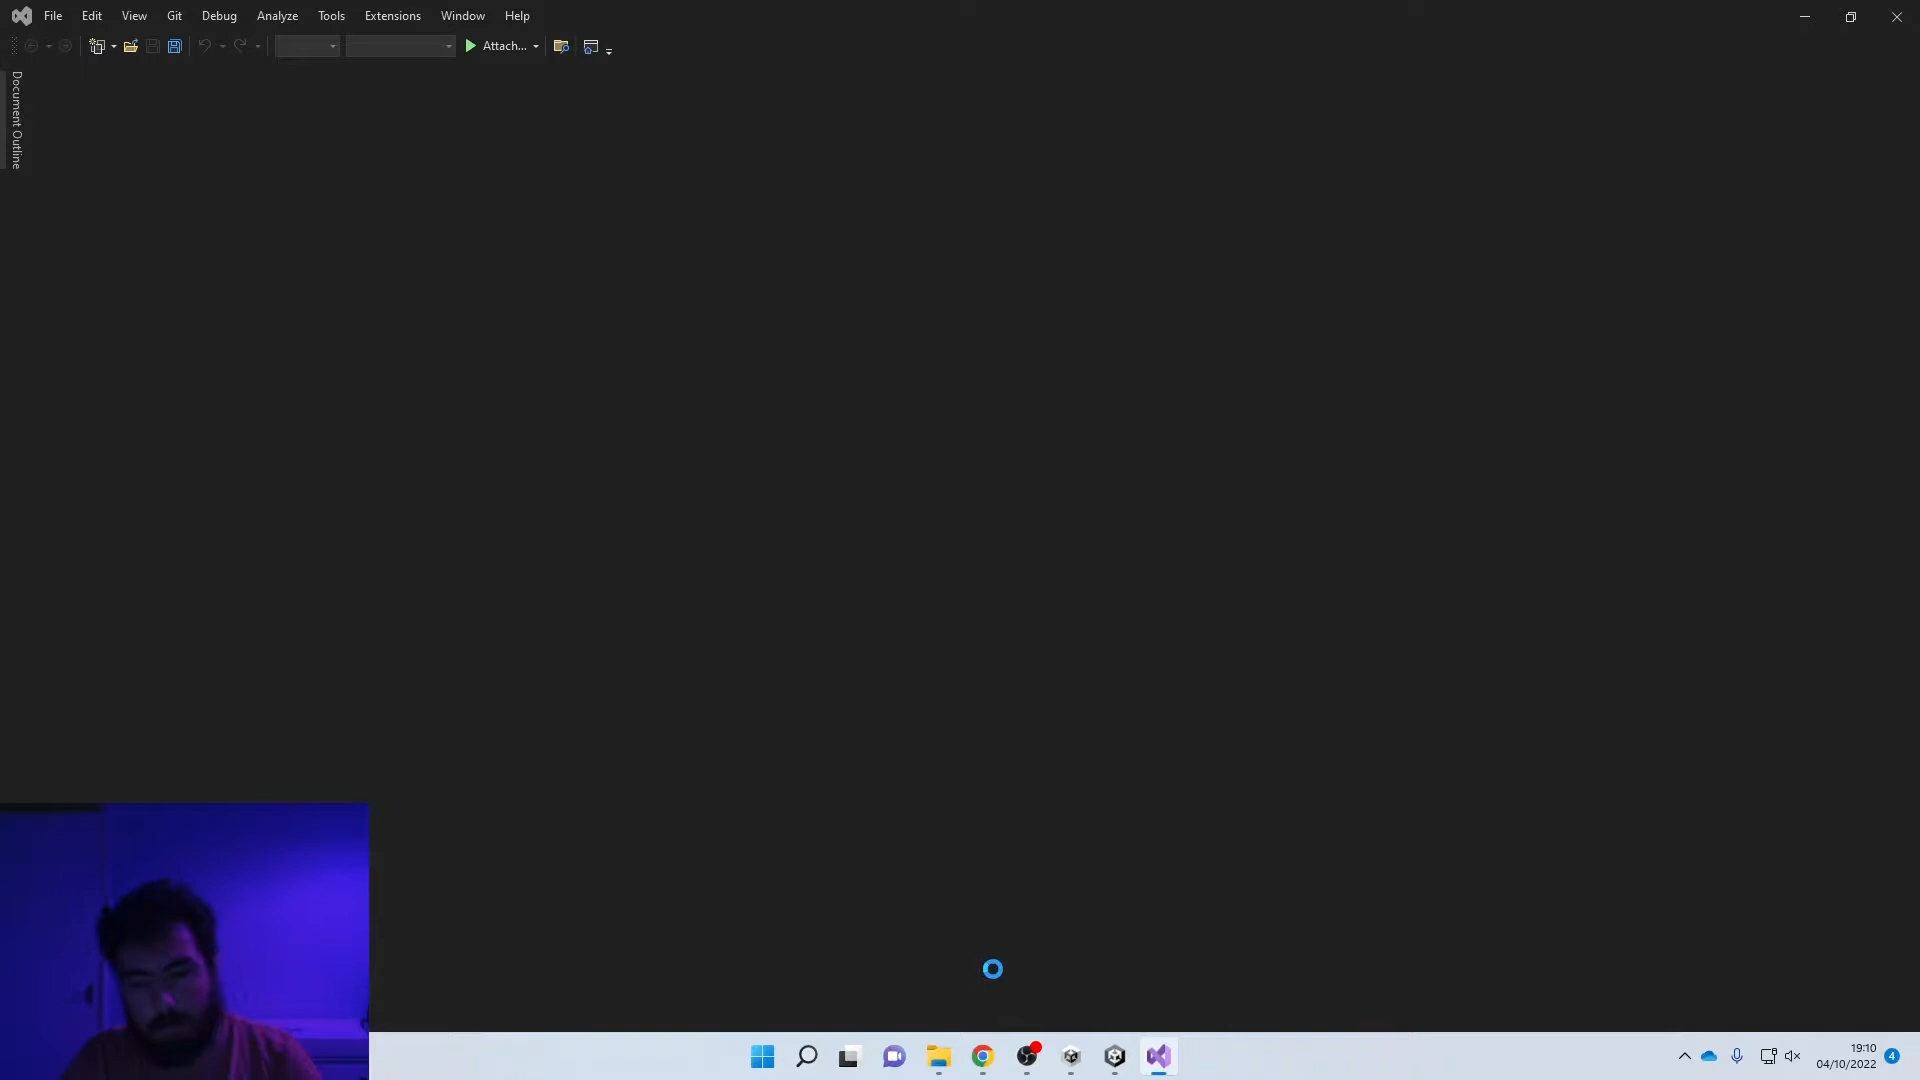 File Edit View Git Debug Analyze Tools Extensions Window Help
Attach...
Document Outline
19:10
04/10/2022
4